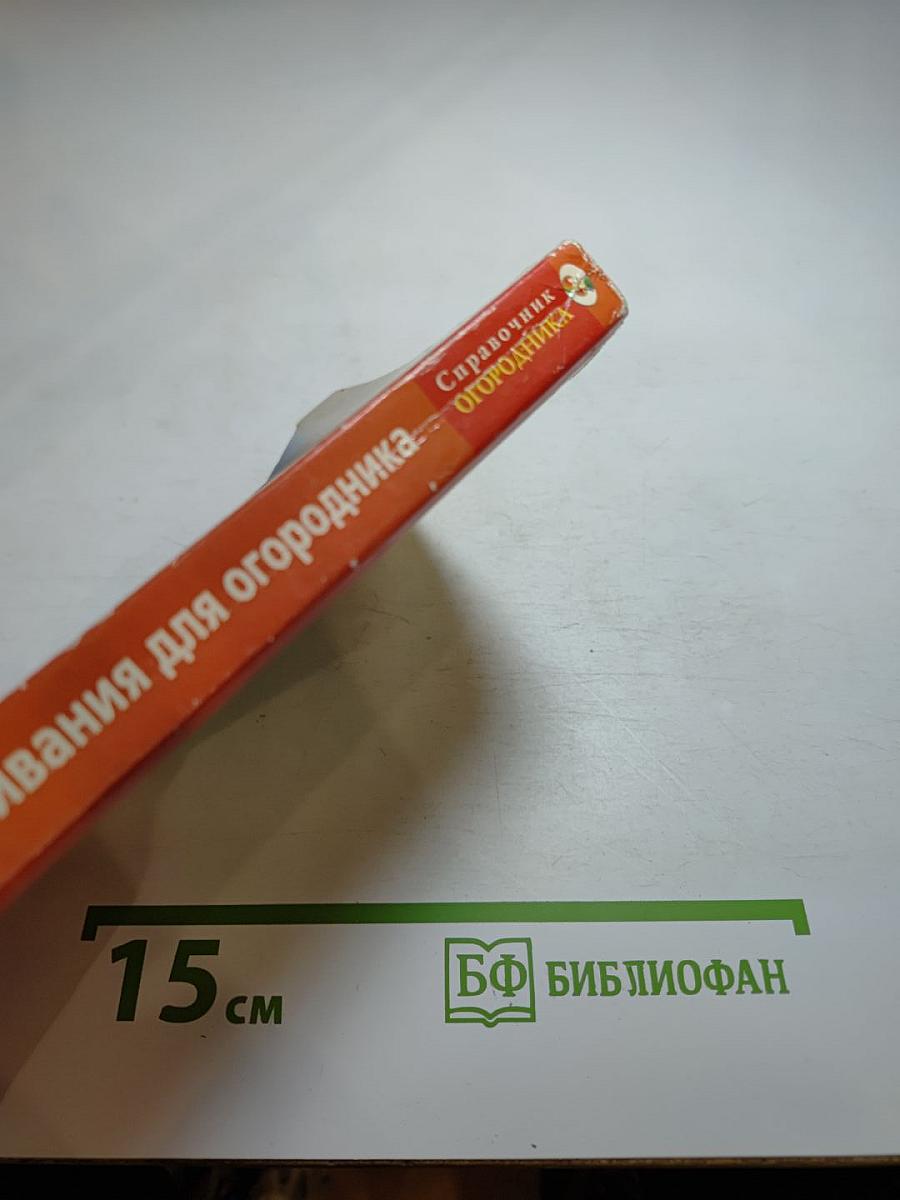 Справочник
ОГОРОДНИКА
ивания для огородника
15 см
БФ БИБЛИОФАН